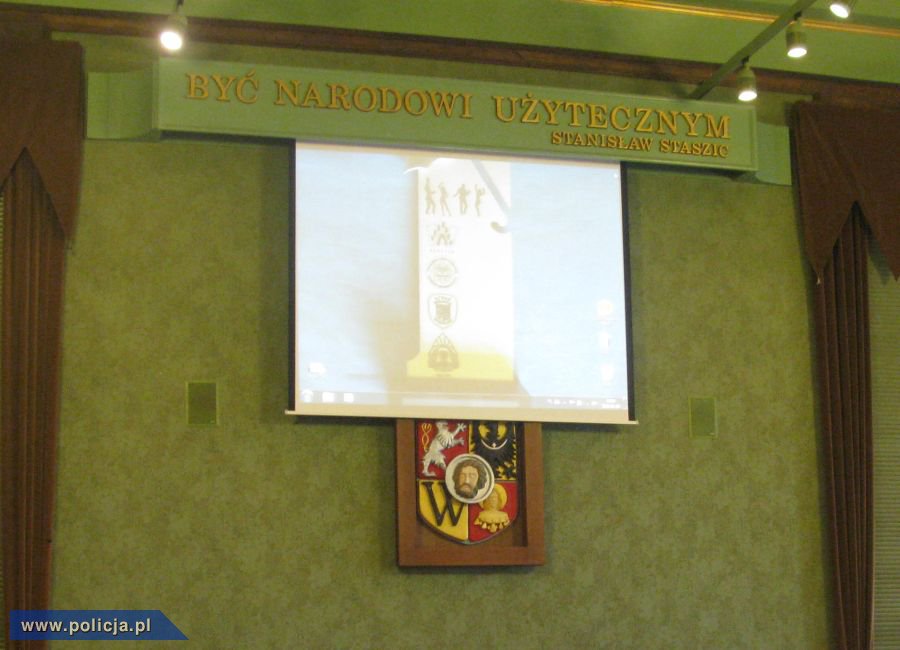 BYĆ NARODOWI UŻYTECZNYM
STANISŁAW STASZIC
W
www.policja.pl